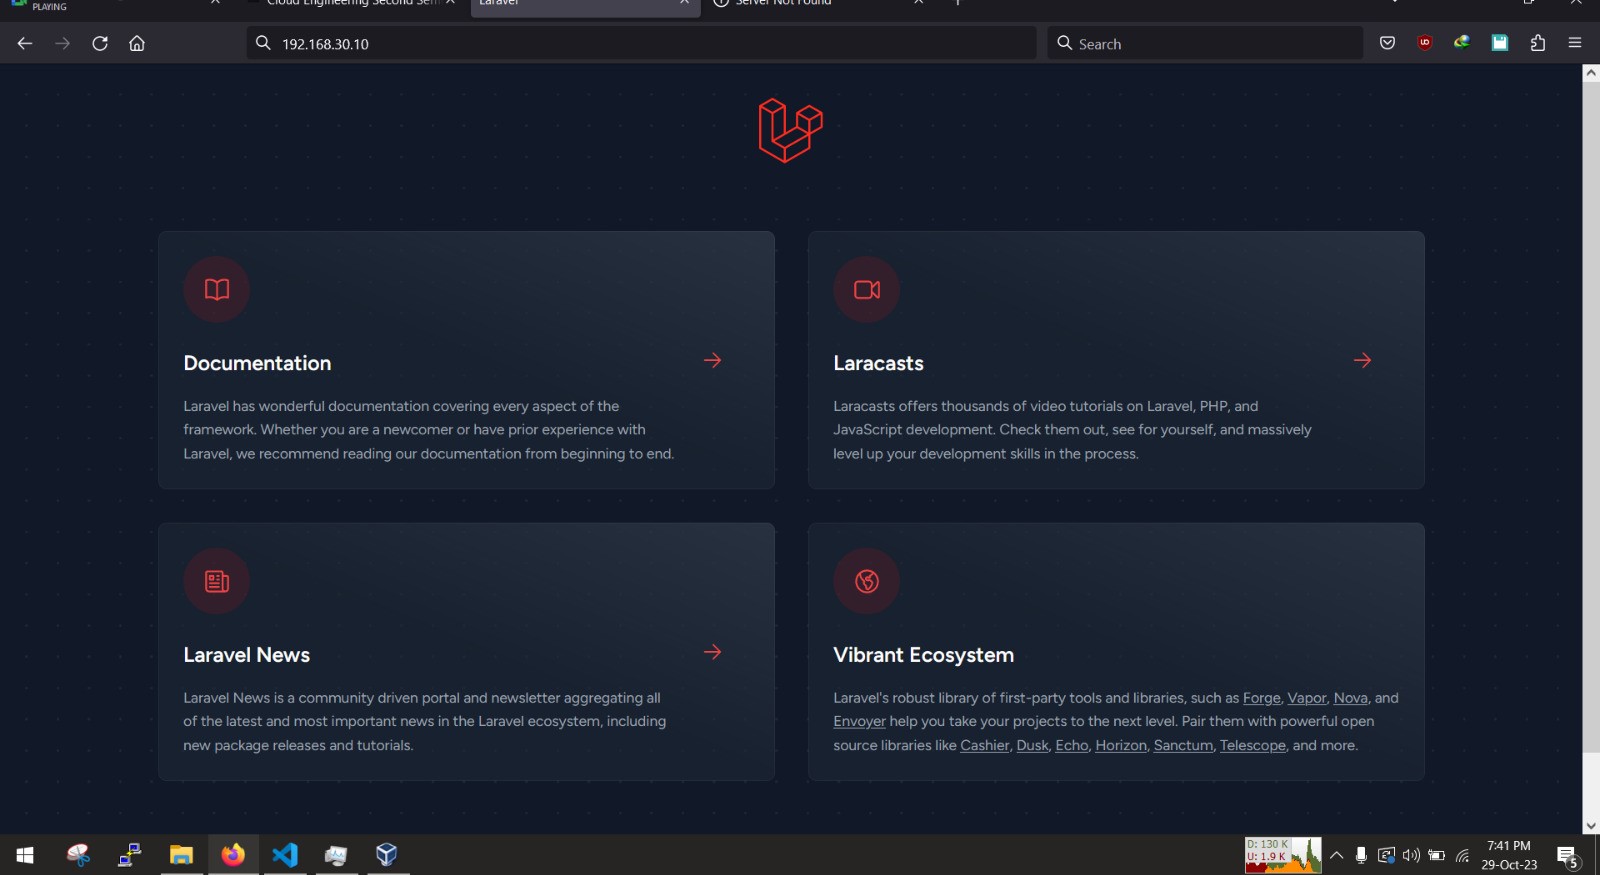 PLAYING
Cloud Engineering Second Sem
Laravel
Server Not Found
192.168.30.10
Search
Documentation
Laravel has wonderful documentation covering every aspect of the
framework. Whether you are a newcomer or have prior experience with
Laravel, we recommend reading our documentation from beginning to end.
Laracasts
Laracasts offers thousands of video tutorials on Laravel, PHP, and
JavaScript development. Check them out, see for yourself, and massively
level up your development skills in the process.
Laravel News
Laravel News is a community driven portal and newsletter aggregating all
of the latest and most important news in the Laravel ecosystem, including
new package releases and tutorials.
Vibrant Ecosystem
Laravel's robust library of first-party tools and libraries, such as Forge, Vapor, Nova, and
Envoyer help you take your projects to the next level. Pair them with powerful open
source libraries like Cashier, Dusk, Echo, Horizon, Sanctum, Telescope, and more.
D: 130 K
U: 1.9 K
7:41 PM
29-Oct-23
5